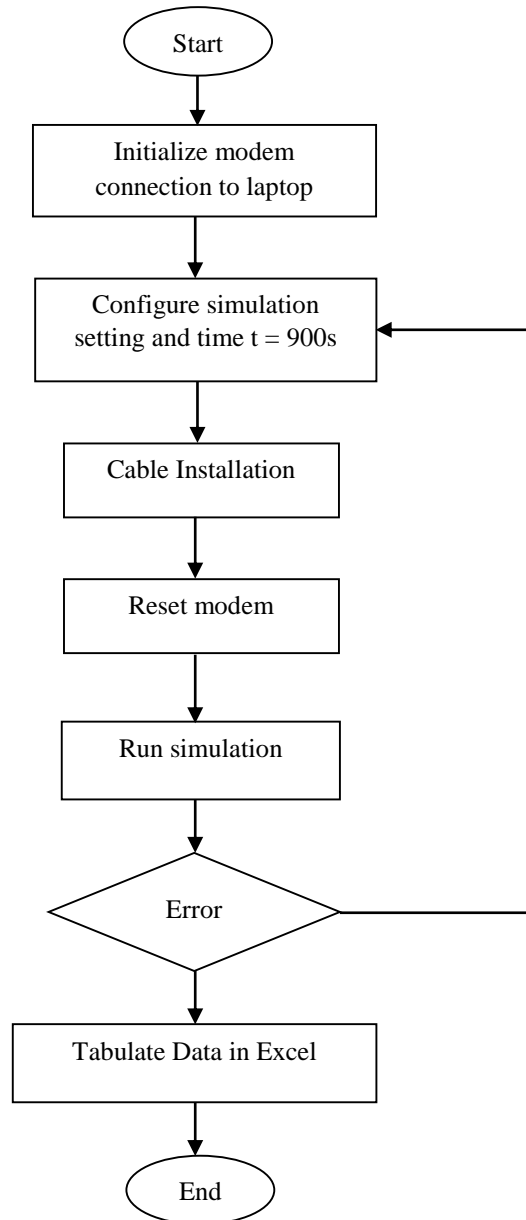 Start
Initialize modem
connection to laptop
Configure simulation
setting and time t = 900s
Cable Installation
Reset modem
Run simulation
Error
Tabulate Data in Excel
End